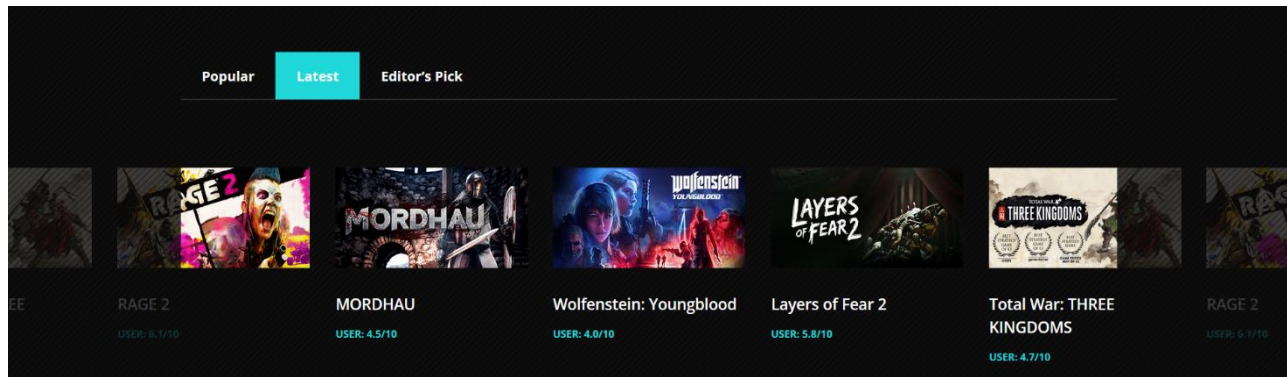 Popular
Latest
Editor's Pick
RAGE 2
MORDHAU
Wolfenstein
YOUNGBLOOD
LAYERS
OF FEAR 2
TOTAL WAR
THREE KINGDOMS
EE
RAGE 2
USER: 6.1/10
MORDHAU
USER: 4.5/10
Wolfenstein: Youngblood
USER: 4.0/10
Layers of Fear 2
USER: 5.8/10
Total War: THREE
KINGDOMS
USER: 4.7/10
RAGE 2
USER: 6.1/10